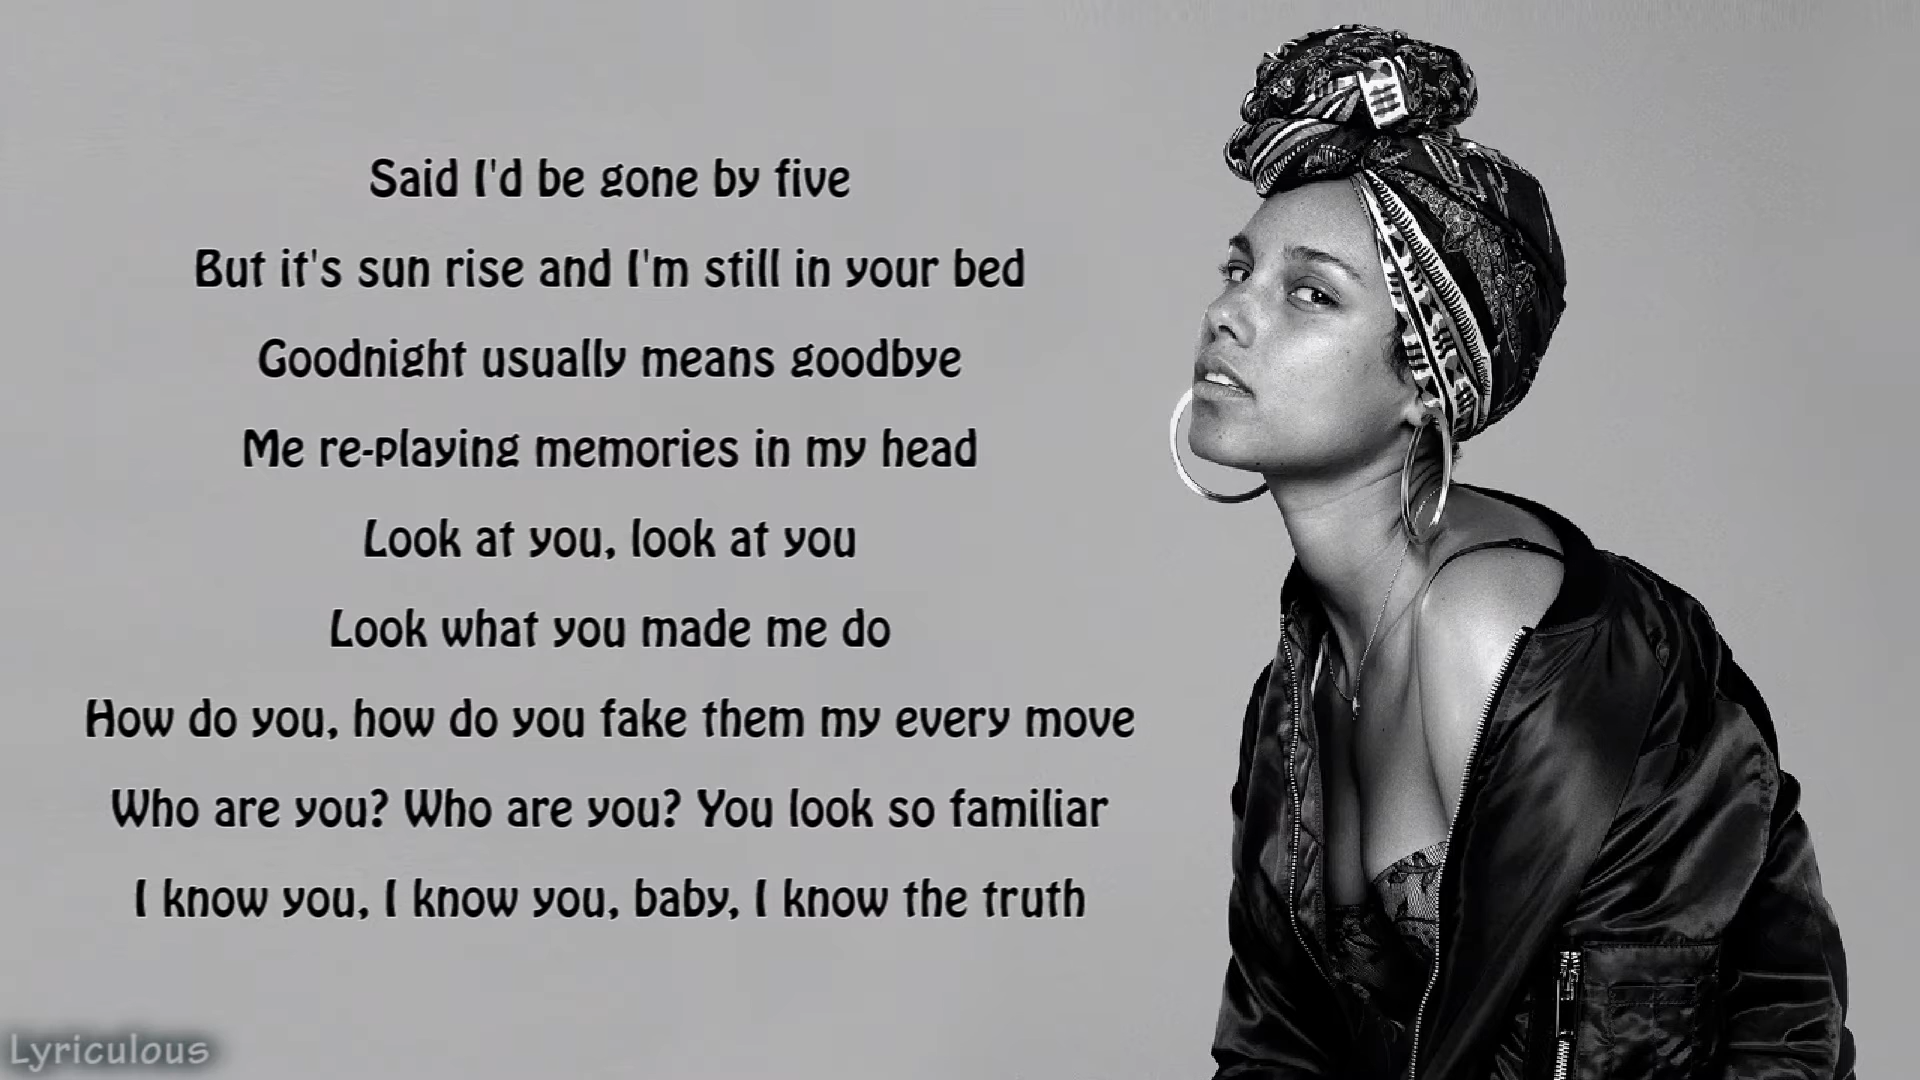 Said I'd be gone by five
But it's sun rise and I'm still in your bed
Goodnight usually means goodbye
Me re-playing memories in my head
Look at you, look at you
Look what you made me do
How do you, how do you fake them my every move
Who are you? Who are you? You look so familiar
I know you, I know you, baby, I know the truth
Lyriculous